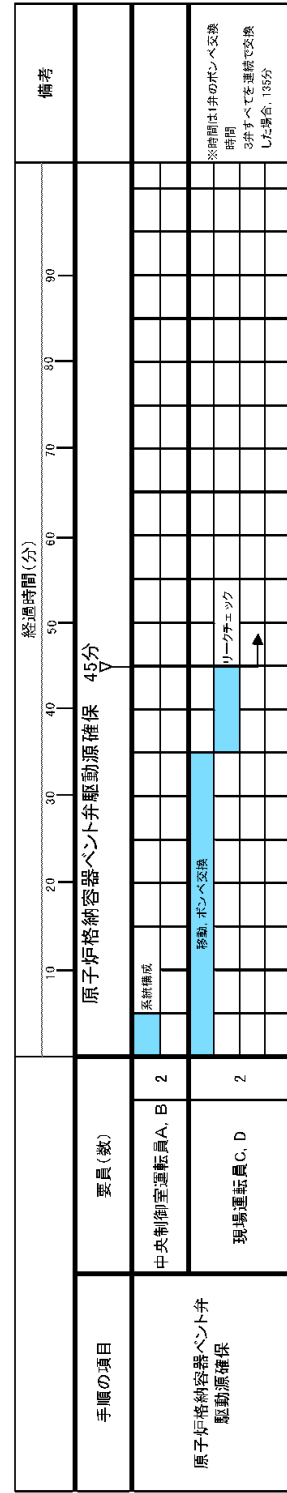 経過時間(分)
備考
10 20 30 40 50 60 70 80 90
手順の項目
要員(数)
原子炉格納容器ベント弁駆動源確保 45分
▽
原子炉格納容器ベント弁
駆動源確保
中央制御室運転員A, B
2
系統構成
現場運転員C, D
2
移動, ボンベ交換
リークチェック
※時間は1弁のボンベ交換
時間
3弁すべてを連続で交換
した場合, 135分